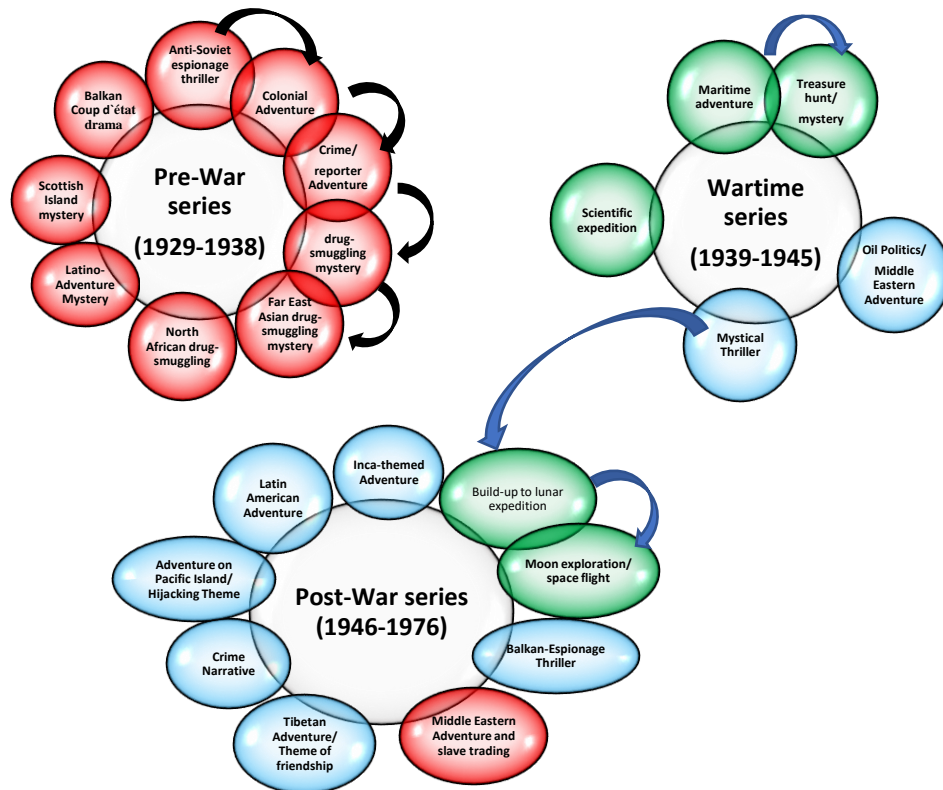 Anti-Soviet
espionage
thriller
Colonial
Adventure
Crime/
reporter
Adventure
drug-
smuggling
mystery
Far East
Asian drug-
smuggling
mystery
North
African drug-
smuggling
Latino-
Adventure
Mystery
Scottish
Island
mystery
Balkan
Coup d`état
drama
Pre-War
series
(1929-1938)
Maritime
adventure
Treasure
hunt/
mystery
Scientific
expedition
Oil Politics/
Middle
Eastern
Adventure
Mystical
Thriller
Wartime
series
(1939-1945)
Inca-themed
Adventure
Build-up to lunar
expedition
Moon exploration/
space flight
Balkan-Espionage
Thriller
Middle Eastern
Adventure and
slave trading
Tibetan
Adventure/
Theme of
friendship
Crime
Narrative
Adventure on
Pacific Island/
Hijacking Theme
Latin
American
Adventure
Post-War series
(1946-1976)